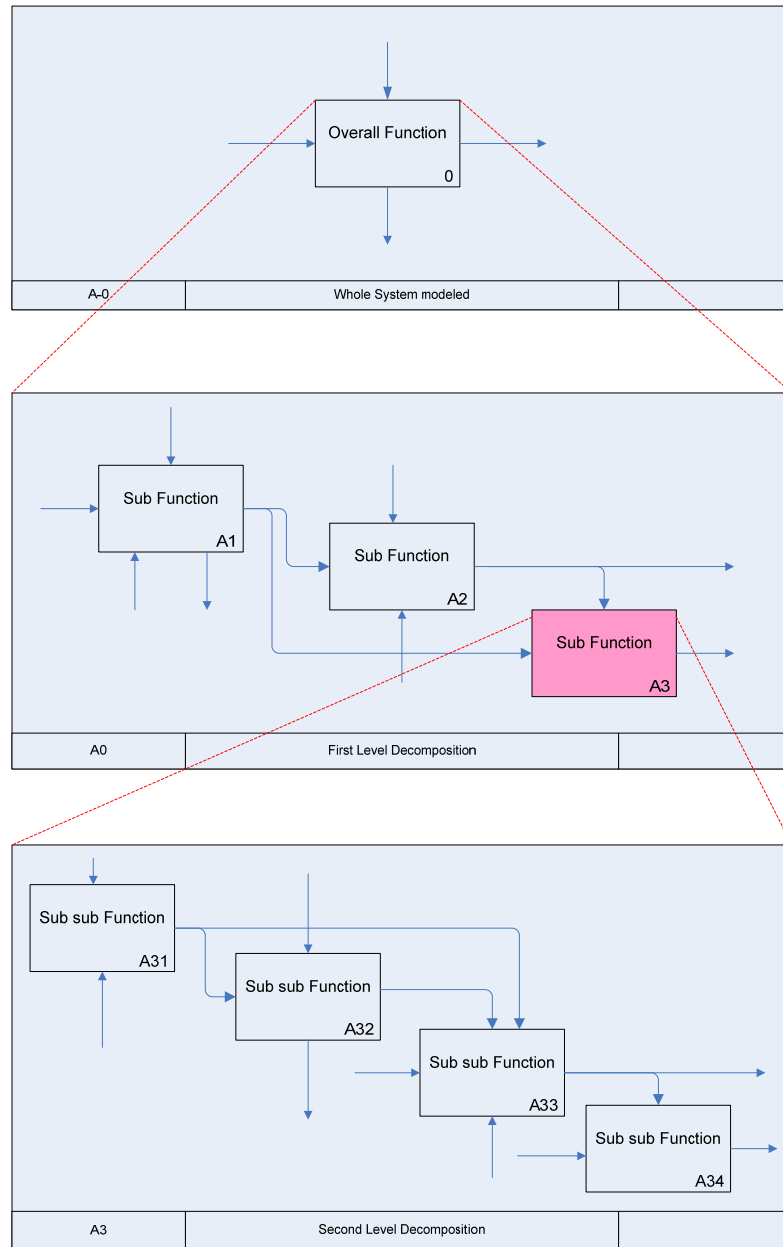 Overall Function
0
A-0
Whole System modeled
Sub Function
A1
Sub Function
A2
Sub Function
A3
A0
First Level Decomposition
Sub sub Function
A31
Sub sub Function
A32
Sub sub Function
A33
Sub sub Function
A34
A3
Second Level Decomposition